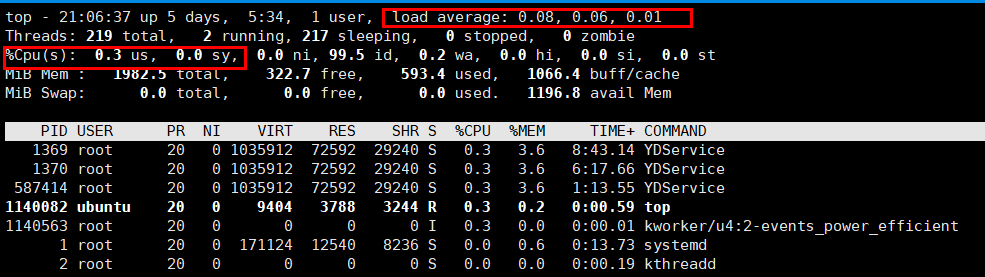 top - 21:06:37 up 5 days,  5:34,  1 user,  load average: 0.08, 0.06, 0.01
Threads: 219 total,   2 running, 217 sleeping,   0 stopped,   0 zombie
%Cpu(s):  0.3 us,  0.0 sy,  0.0 ni, 99.5 id,  0.2 wa,  0.0 hi,  0.0 si,  0.0 st
MiB Mem :   1982.5 total,    322.7 free,    593.4 used,   1066.4 buff/cache
MiB Swap:      0.0 total,      0.0 free,      0.0 used.   1196.8 avail Mem
PID USER      PR  NI    VIRT    RES    SHR S  %CPU  %MEM     TIME+ COMMAND
1369 root      20   0 1035912  72592  29240 S   0.3   3.6   8:43.14 YDService
1370 root      20   0 1035912  72592  29240 S   0.3   3.6   6:17.66 YDService
587414 root      20   0 1035912  72592  29240 S   0.3   3.6   1:13.55 YDService
1140082 ubuntu    20   0    9404   3788   3244 R   0.3   0.2   0:00.59 top
1140563 root      20   0       0      0      0 I   0.3   0.0   0:00.01 kworker/u4:2-events_power_efficient
1 root      20   0  171124  12540   8236 S   0.0   0.6   0:13.73 systemd
2 root      20   0       0      0      0 S   0.0   0.0   0:00.19 kthreadd